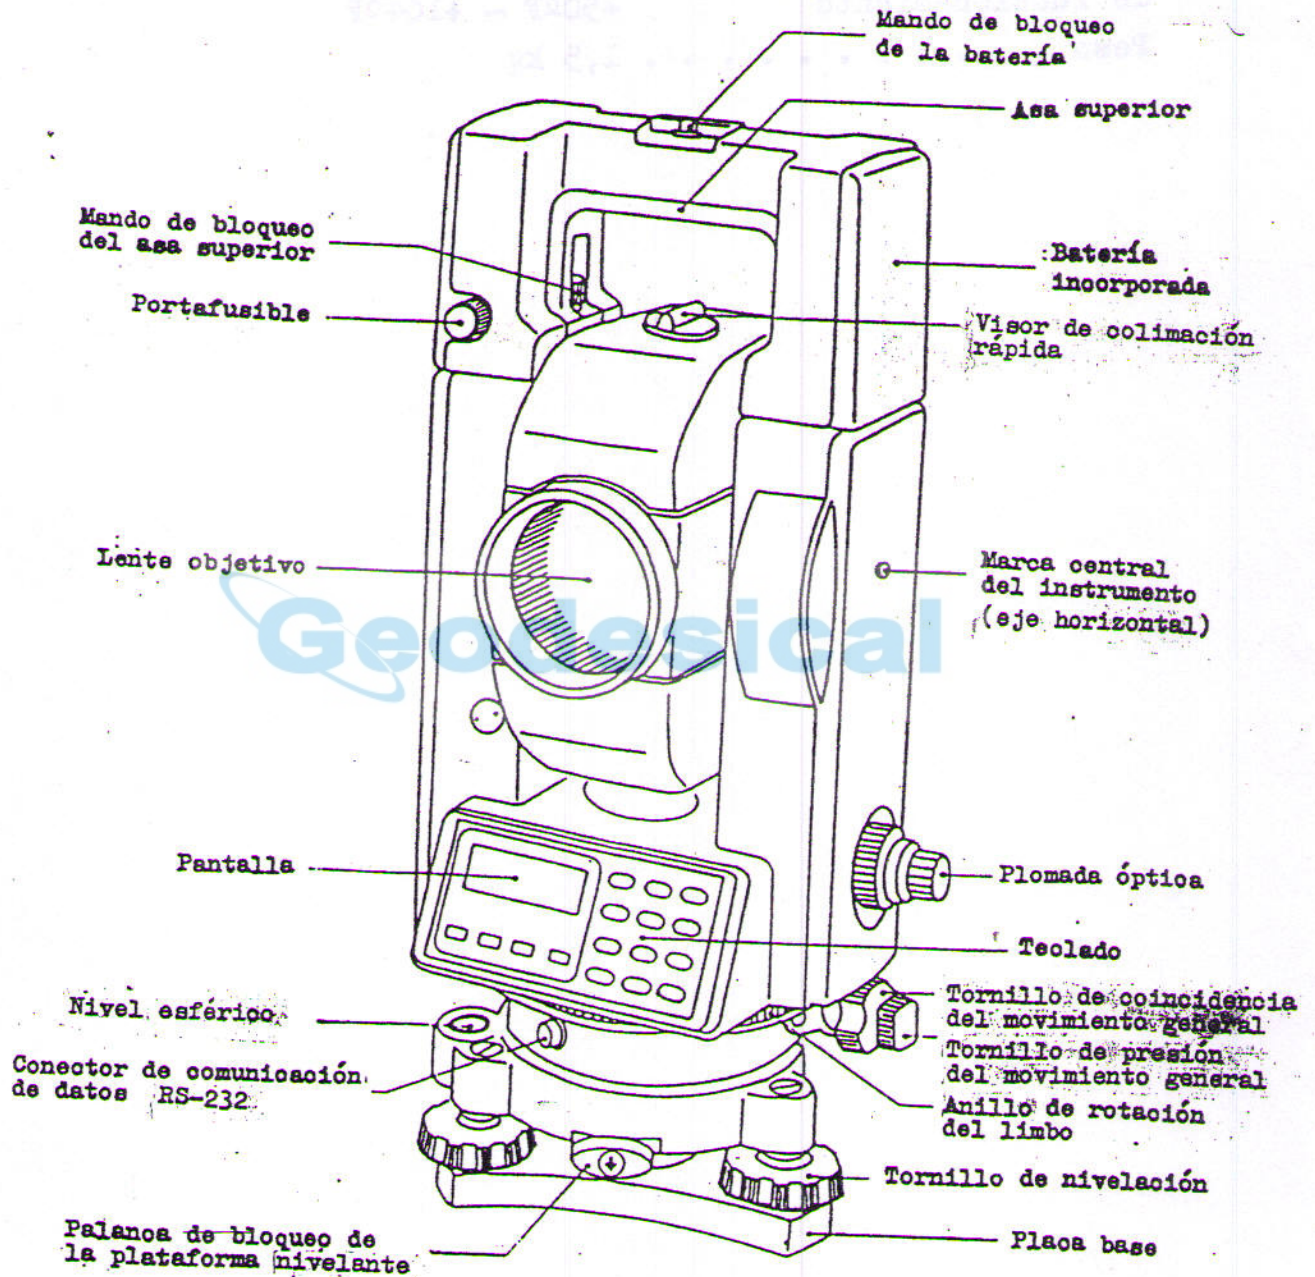 Mando de bloqueo
de la batería
Asa superior
Mando de bloqueo
del asa superior
Batería
incorporada
Portafusible
Visor de colimación
rápida
Lente objetivo
Marca central
del instrumento
(eje horizontal)
Geodesical
Pantalla
Plomada óptica
Teclado
Nivel esférico
Tornillo de coincidencia
del movimiento general
Tornillo de presión
del movimiento general
Conector de comunicación
de datos RS-232
Anillo de rotación
del limbo
Tornillo de nivelación
Palanca de bloqueo de
la plataforma nivelante
Placa base